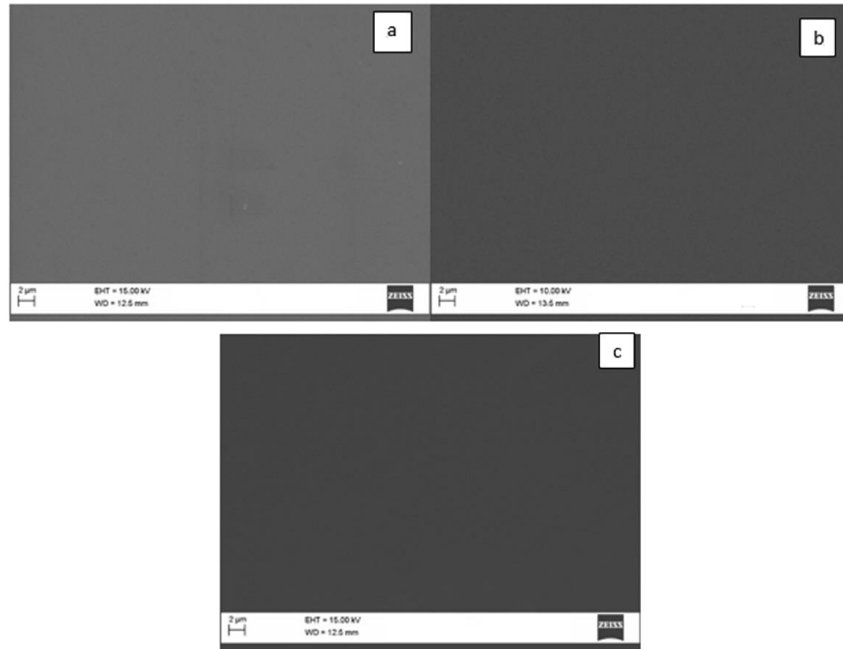 a
b
2 µm
EHT = 15.00 kV
WD = 12.5 mm
ZEISS
2 µm
EHT = 10.00 kV
WD = 13.5 mm
ZEISS
c
2 µm
EHT = 15.00 kV
WD = 12.5 mm
ZEISS